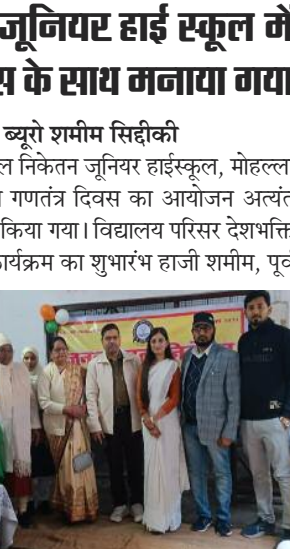 जूनियर हाई स्कूल में
के साथ मनाया गया
ब्यूरो शमीम सिद्दीकी
निकेतन जूनियर हाईस्कूल, मोहल्ला
गणतंत्र दिवस का आयोजन अत्यंत
किया गया। विद्यालय परिसर देशभक्ति
कार्यक्रम का शुभारंभ हाजी शमीम, पूर्व